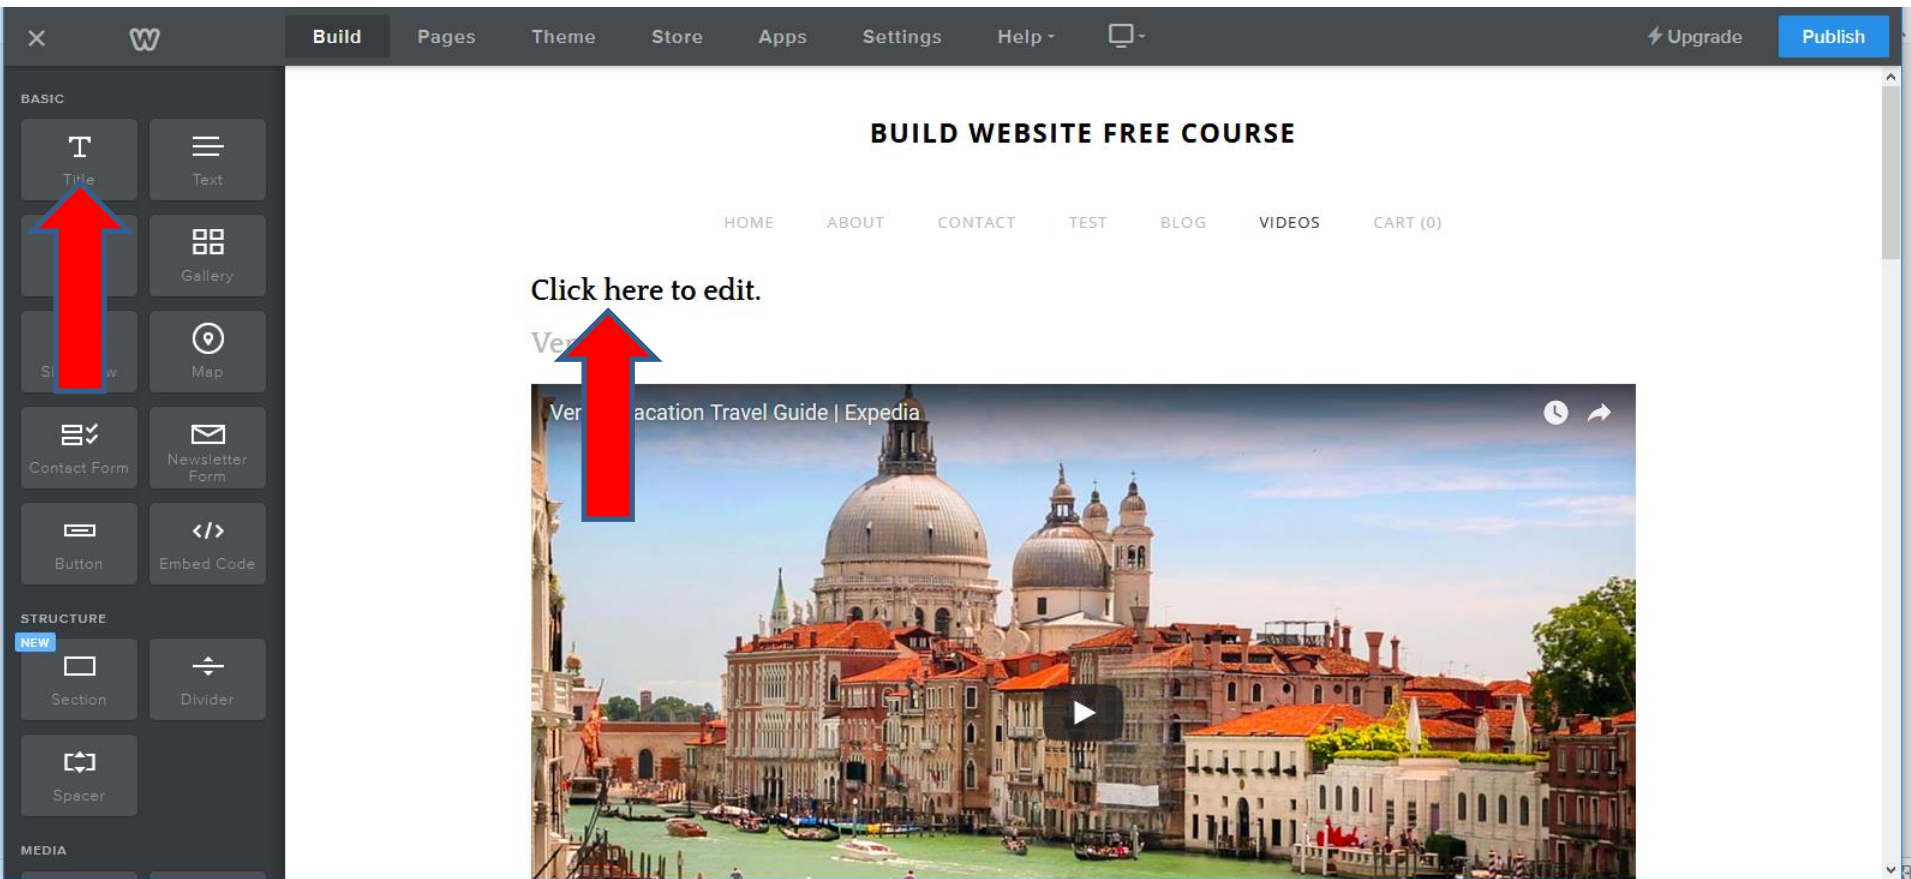 Build Pages Theme Store Apps Settings Help Upgrade Publish
BASIC
Title Text
Gallery
Map
Contact Form Newsletter Form
Button Embed Code
STRUCTURE
NEW
Section Divider
Spacer
MEDIA
BUILD WEBSITE FREE COURSE
HOME ABOUT CONTACT TEST BLOG VIDEOS CART (0)
Click here to edit.
Travel Guide | Expedia